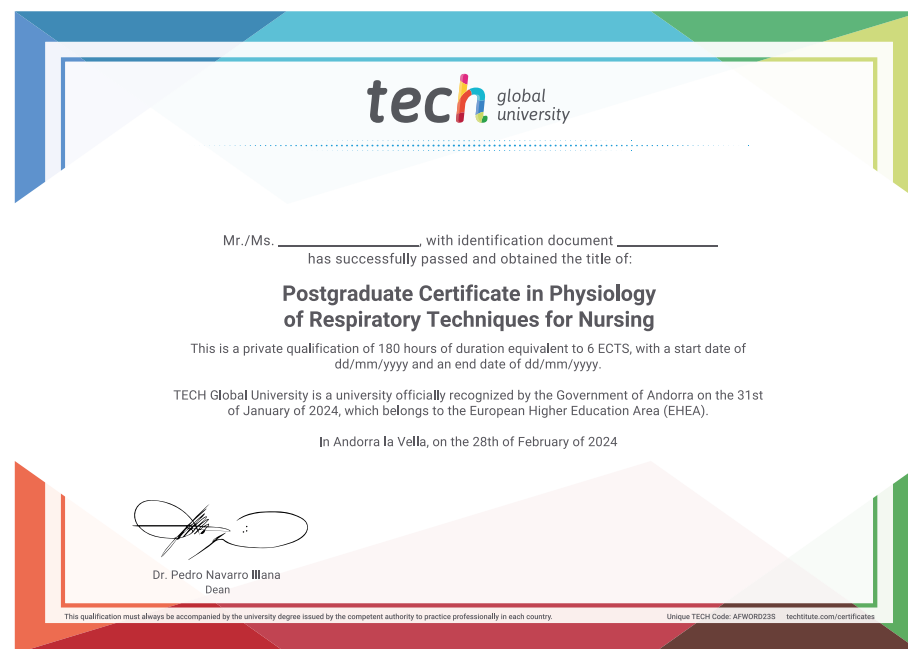 tech global university
Mr./Ms. ____________, with identification document ____________
has successfully passed and obtained the title of:
Postgraduate Certificate in Physiology
of Respiratory Techniques for Nursing
This is a private qualification of 180 hours of duration equivalent to 6 ECTS, with a start date of
dd/mm/yyyy and an end date of dd/mm/yyyy.
TECH Global University is a university officially recognized by the Government of Andorra on the 31st
of January of 2024, which belongs to the European Higher Education Area (EHEA).
In Andorra la Vella, on the 28th of February of 2024
Dr. Pedro Navarro Illana
Dean
This qualification must always be accompanied by the university degree issued by the competent authority to practice professionally in each country.
Unique TECH Code: AFWORD23S techtitute.com/certificates